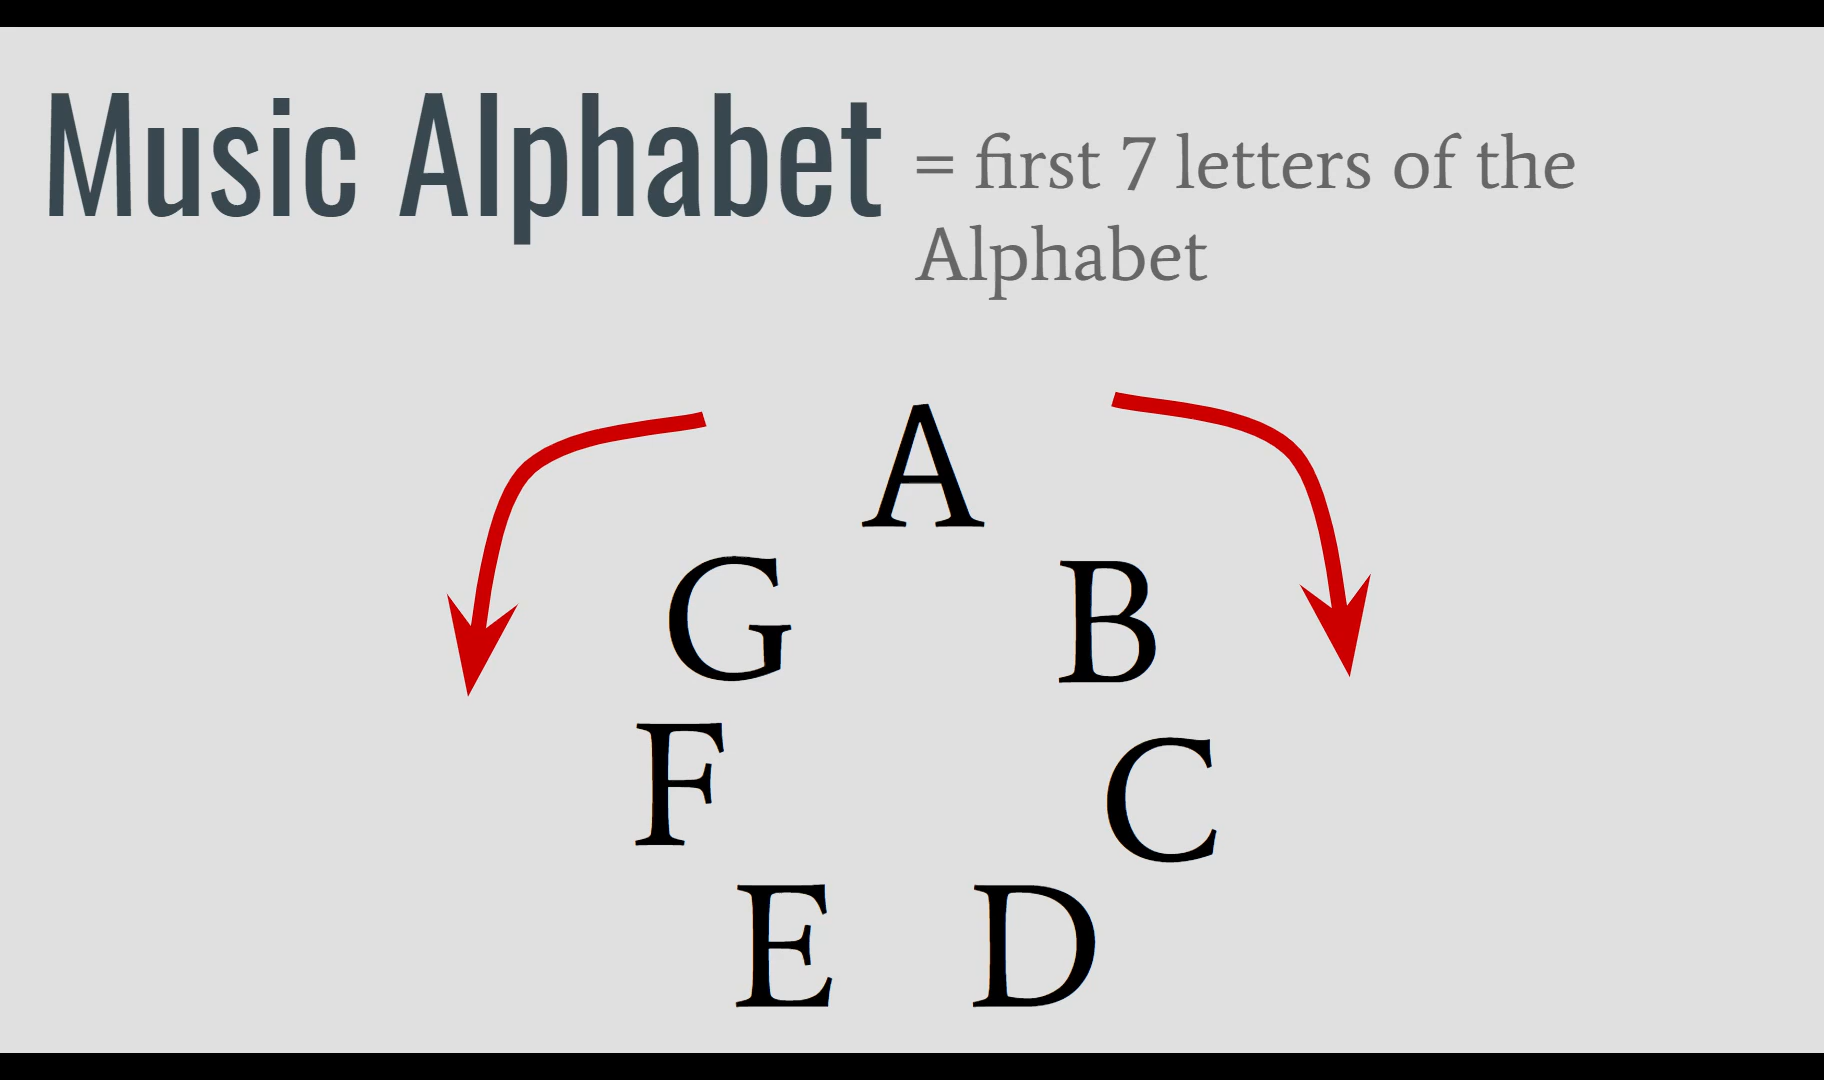 Music Alphabet = first 7 letters of the
Alphabet
A
G B
F C
E D